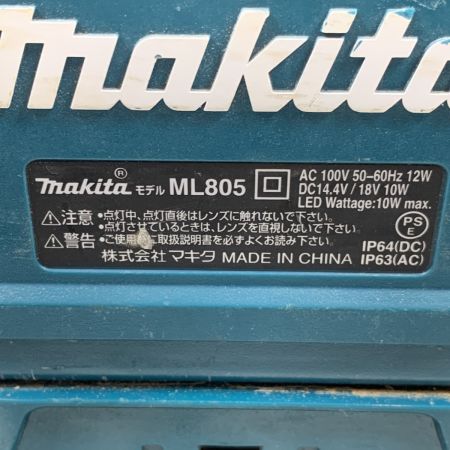 makita
makita® モデル ML805 AC 100V 50–60Hz 12W
DC14.4V / 18V 10W
LED Wattage:10W max.
⚠注意 • 点灯中、点灯直後はレンズに触れないで下さい。
• 点灯させているときは、レンズを直視しないで下さい。
⚠警告 • ご使用前に取扱説明書を必ずよくお読み下さい。
PS E
IP64(DC)
株式会社 マキタ MADE IN CHINA IP63(AC)